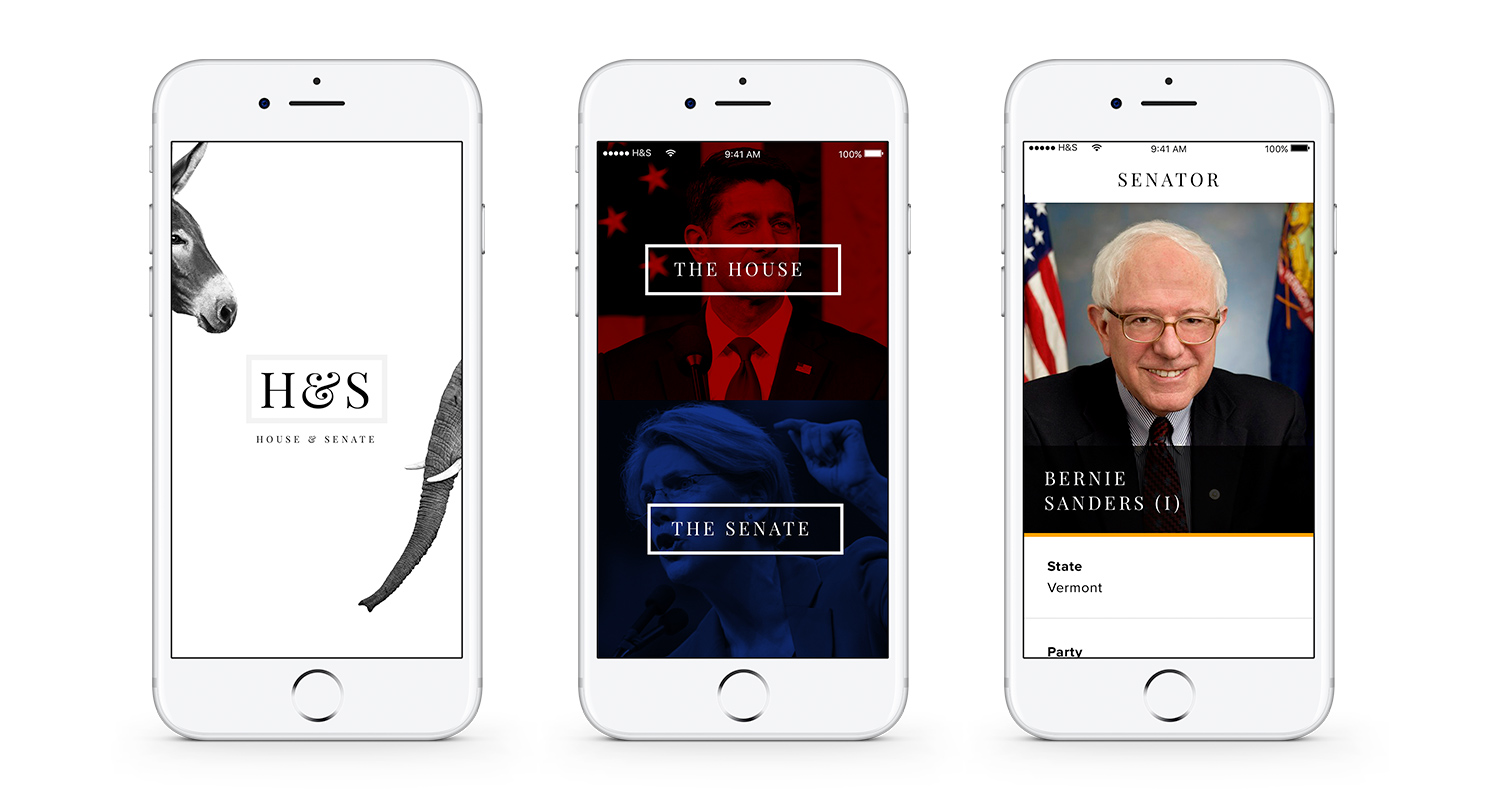 H&S
HOUSE & SENATE
H&S 9:41 AM 100%
THE HOUSE
THE SENATE
H&S 9:41 AM 100%
SENATOR
BERNIE
SANDERS (I)
State
Vermont
Party